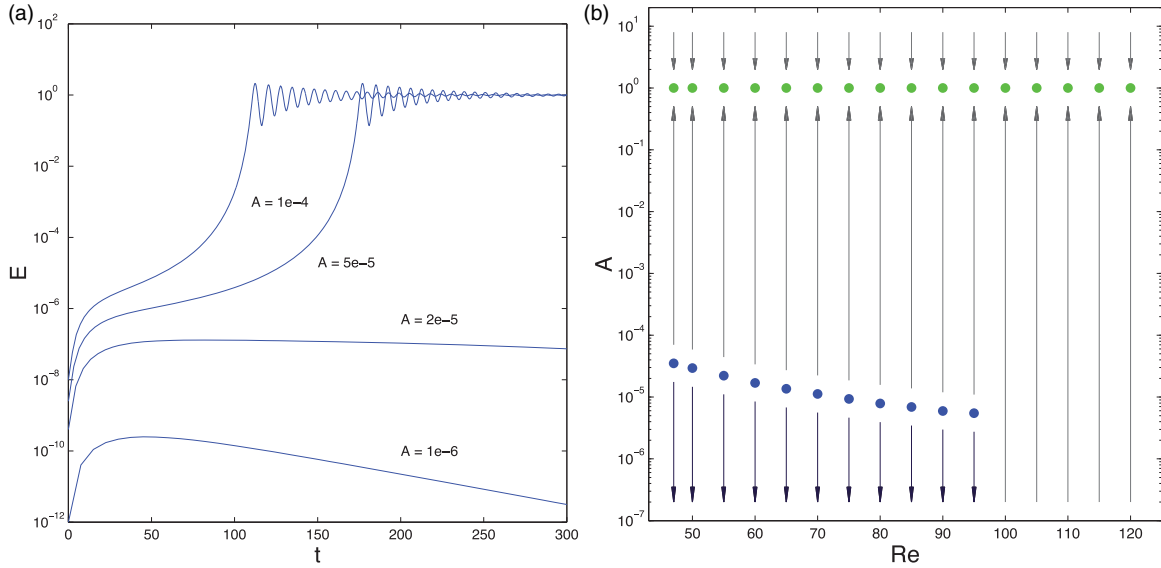 (a)
10^2
10^0
10^−2
10^−4
10^−6
10^−8
10^−10
10^−12
E
A = 1e−4
A = 5e−5
A = 2e−5
A = 1e−6
0 50 100 150 200 250 300
t
(b)
10^1
10^0
10^−1
10^−2
10^−3
10^−4
10^−5
10^−6
10^−7
A
50 60 70 80 90 100 110 120
Re